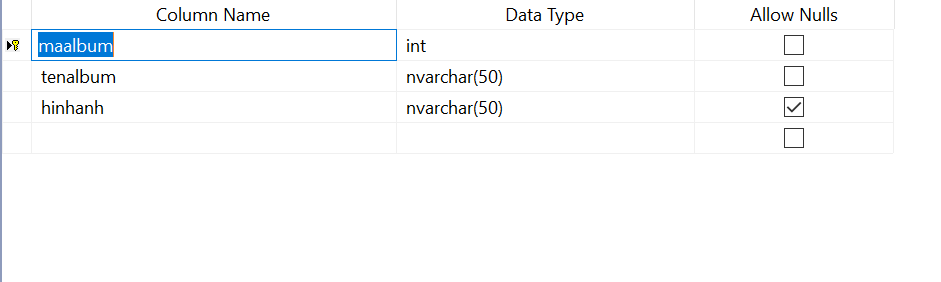 Column Name Data Type Allow Nulls
maalbum int
tenalbum nvarchar(50)
hinhanh nvarchar(50)